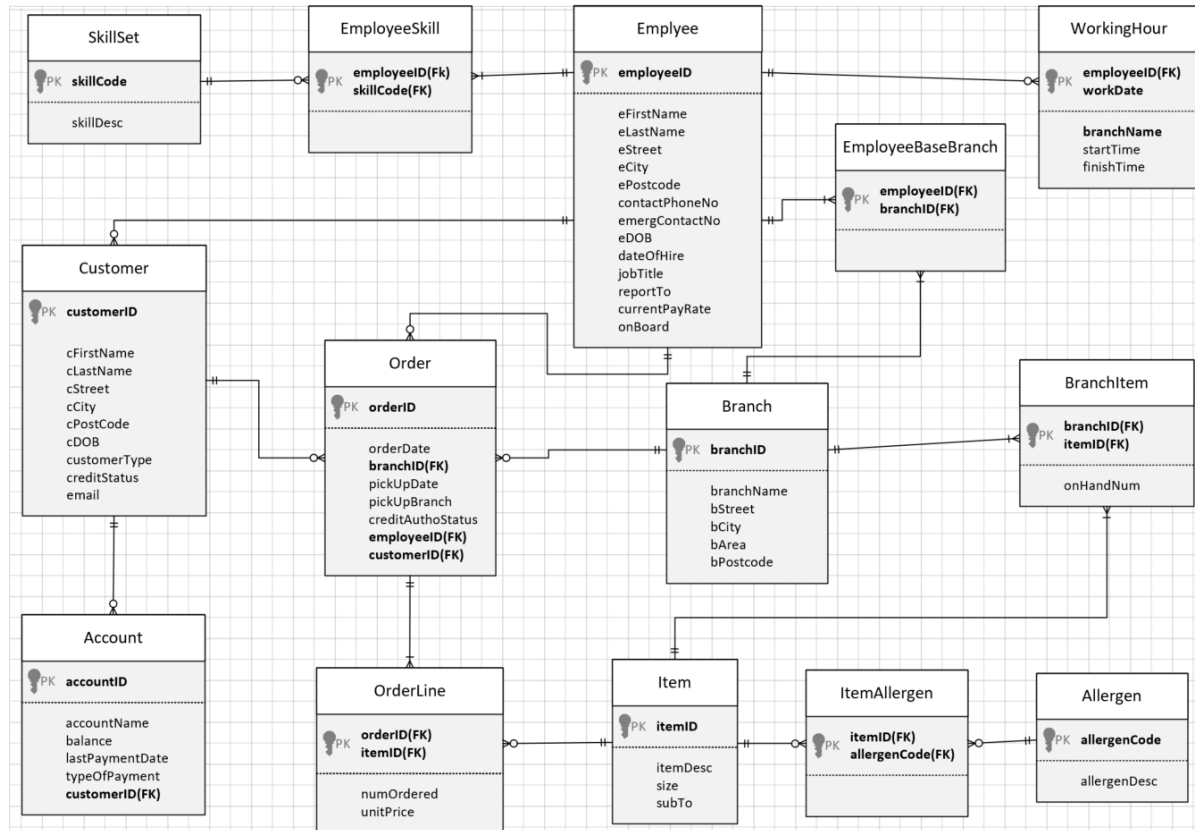 SkillSet
PK skillCode
skillDesc
EmployeeSkill
PK employeeID(Fk)
skillCode(FK)
Emplyee
PK employeeID
eFirstName
eLastName
eStreet
eCity
ePostcode
contactPhoneNo
emergContactNo
eDOB
dateOfHire
jobTitle
reportTo
currentPayRate
onBoard
WorkingHour
PK employeeID(FK)
workDate
branchName
startTime
finishTime
EmployeeBaseBranch
PK employeeID(FK)
branchID(FK)
Customer
PK customerID
cFirstName
cLastName
cStreet
cCity
cPostCode
cDOB
customerType
creditStatus
email
Order
PK orderID
orderDate
branchID(FK)
pickUpDate
pickUpBranch
creditAuthoStatus
employeeID(FK)
customerID(FK)
Branch
PK branchID
branchName
bStreet
bCity
bArea
bPostcode
BranchItem
PK branchID(FK)
itemID(FK)
onHandNum
Account
PK accountID
accountName
balance
lastPaymentDate
typeOfPayment
customerID(FK)
OrderLine
PK orderID(FK)
itemID(FK)
numOrdered
unitPrice
Item
PK itemID
itemDesc
size
subTo
ItemAllergen
PK itemID(FK)
allergenCode(FK)
Allergen
PK allergenCode
allergenDesc